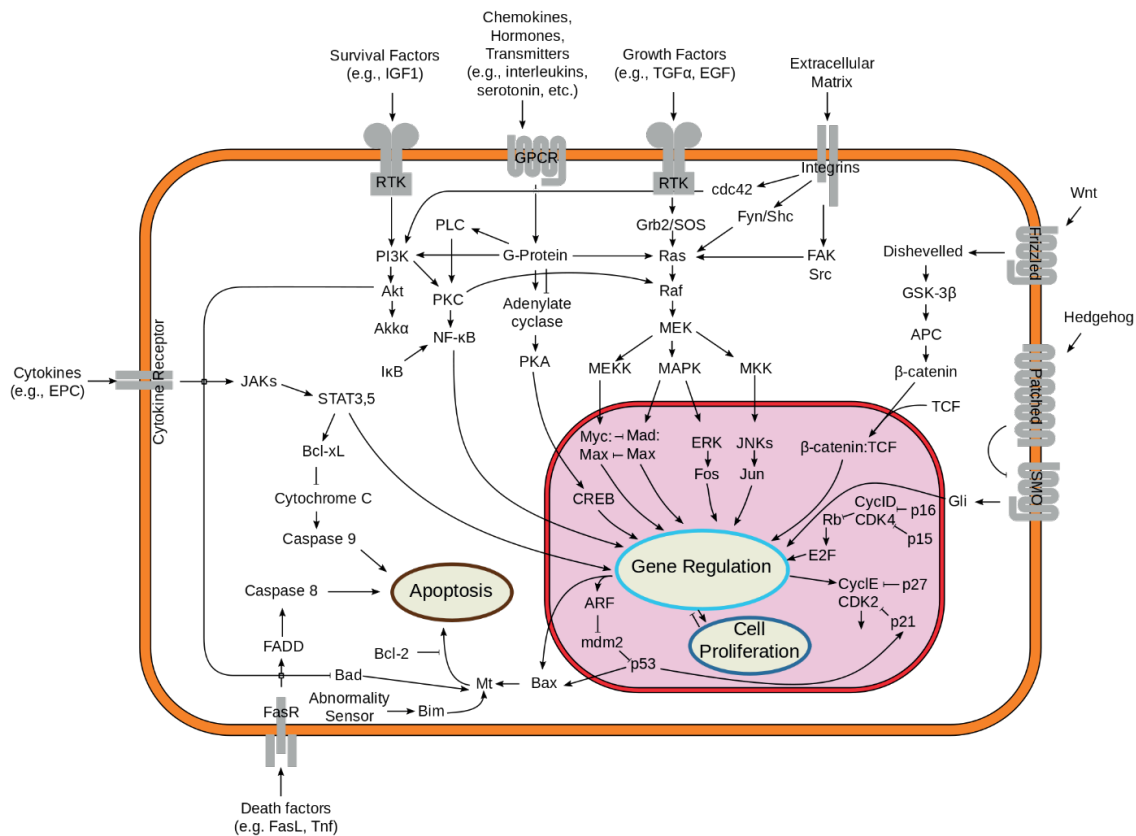 Chemokines,
Hormones,
Transmitters
(e.g., interleukins,
serotonin, etc.)
Survival Factors
(e.g., IGF1)
Growth Factors
(e.g., TGFα, EGF)
Extracellular
Matrix
GPCR
RTK
RTK
Integrins
cdc42
Wnt
Fyn/Shc
Grb2/SOS
PLC
Frizzled
Dishevelled
PI3K
G-Protein
Ras
FAK
Src
Akt
PKC
Adenylate
cyclase
Raf
GSK-3β
Hedgehog
Akkα
NF-κB
MEK
APC
Cytokine Receptor
PKA
IκB
MEKK
MAPK
MKK
β-catenin
Cytokines
(e.g., EPC)
JAKs
STAT3,5
TCF
Patched
Myc:
Max
Mad:
Max
ERK
JNKs
β-catenin:TCF
Bcl-xL
Fos
Jun
SMO
Cytochrome C
CREB
Gli
CyclD
CDK4
p16
p15
Rb
Caspase 9
E2F
Gene Regulation
Caspase 8
Apoptosis
ARF
CyclE
CDK2
p27
p21
FADD
mdm2
Cell
Proliferation
Bcl-2
p53
Bad
Mt
Bax
Abnormality
Sensor
Bim
FasR
Death factors
(e.g. FasL, Tnf)